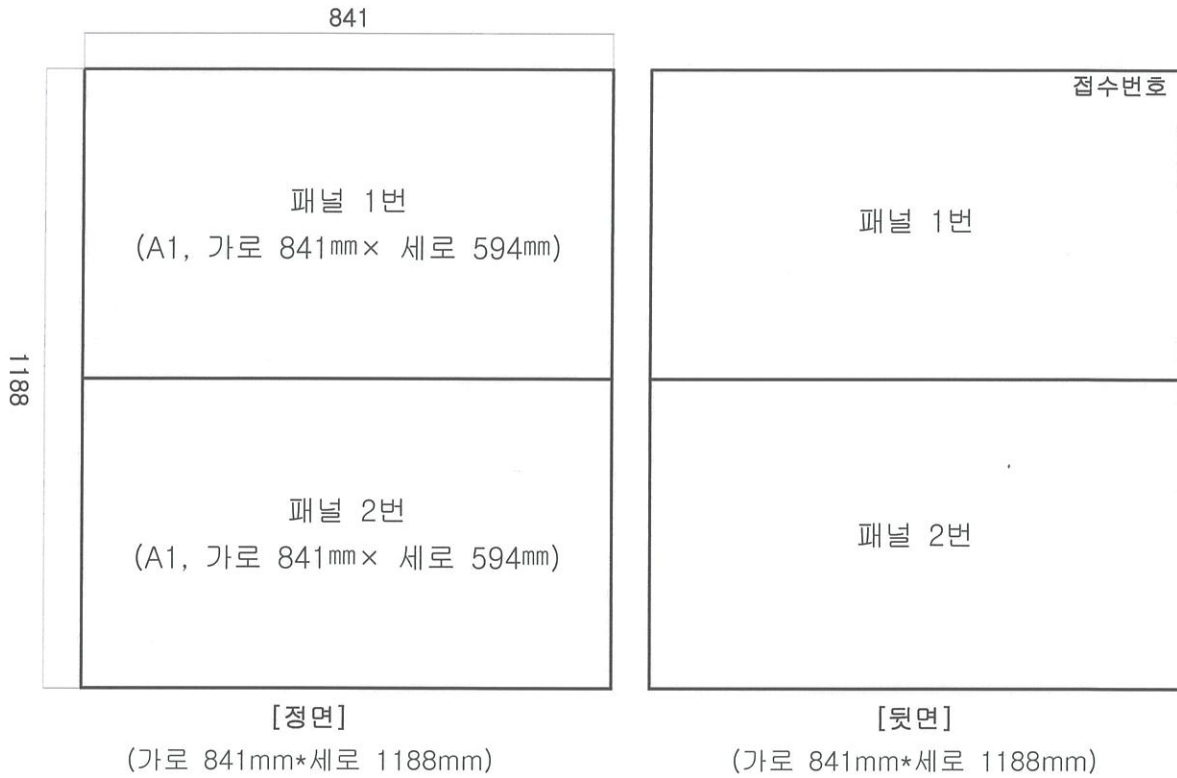 841
1188
패널 1번
(A1, 가로 841㎜× 세로 594㎜)
패널 2번
(A1, 가로 841㎜× 세로 594㎜)
[정면]
(가로 841mm*세로 1188mm)
접수번호
패널 1번
패널 2번
[뒷면]
(가로 841mm*세로 1188mm)